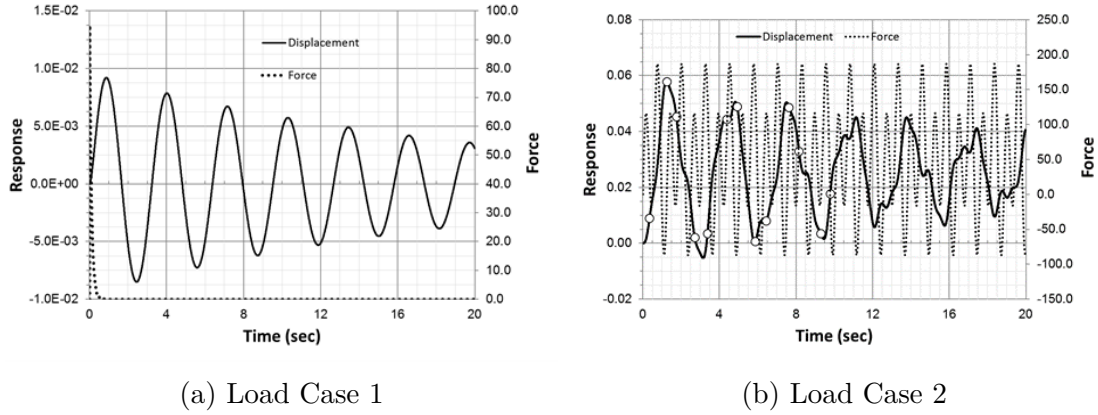 1.5E-02
1.0E-02
5.0E-03
0.0E+00
-5.0E-03
-1.0E-02
Response
100.0
90.0
80.0
70.0
60.0
50.0
40.0
30.0
20.0
10.0
0.0
Force
Displacement
Force
0 4 8 12 16 20
Time (sec)
(a) Load Case 1
0.08
0.06
0.04
0.02
0.00
-0.02
Response
250.0
200.0
150.0
100.0
50.0
0.0
-50.0
-100.0
-150.0
Force
Displacement Force
0 4 8 12 16 20
Time (sec)
(b) Load Case 2